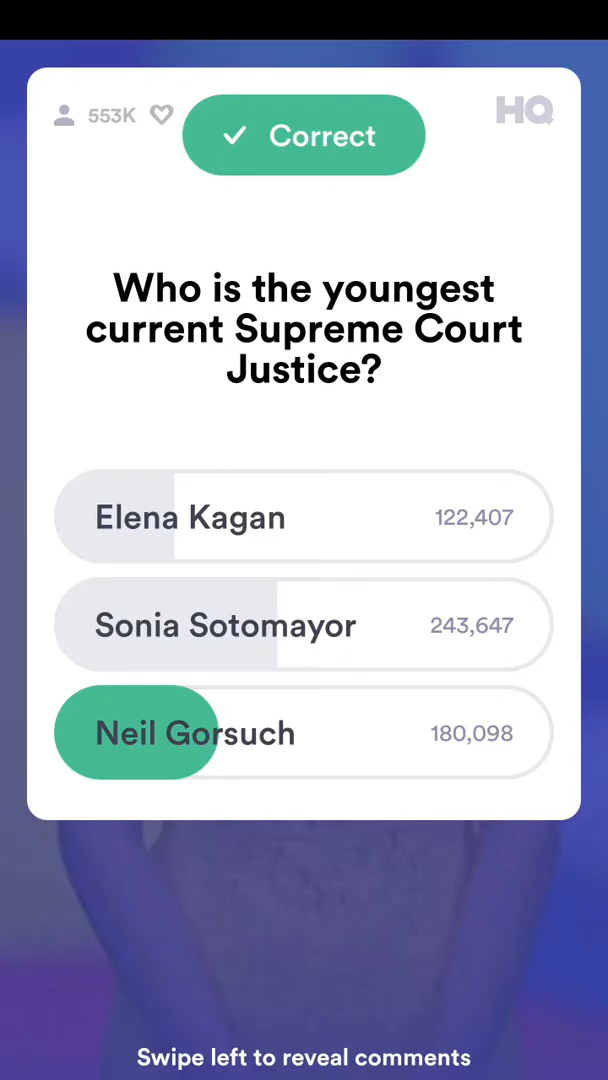 553K
Correct
HQ
Who is the youngest
current Supreme Court
Justice?
Elena Kagan 122,407
Sonia Sotomayor 243,647
Neil Gorsuch 180,098
Swipe left to reveal comments